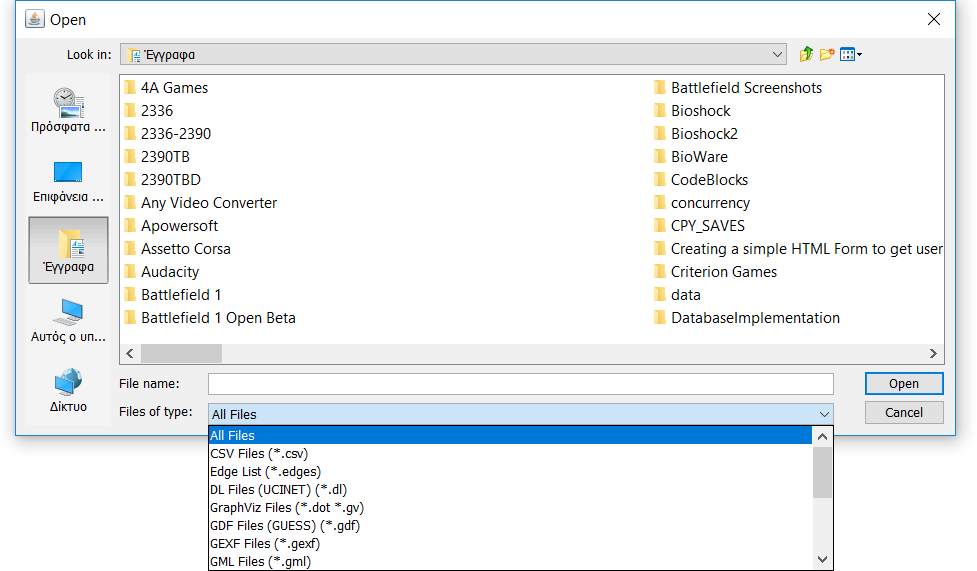 Open
Look in: Έγγραφα
Πρόσφατα ...
Επιφάνεια ...
Έγγραφα
Αυτός ο υπ...
Δίκτυο
4A Games
2336
2336-2390
2390TB
2390TBD
Any Video Converter
Apowersoft
Assetto Corsa
Audacity
Battlefield 1
Battlefield 1 Open Beta
Battlefield Screenshots
Bioshock
Bioshock2
BioWare
CodeBlocks
concurrency
CPY_SAVES
Creating a simple HTML Form to get user
Criterion Games
data
DatabaseImplementation
File name:
Open
Files of type: All Files
Cancel
All Files
CSV Files (*.csv)
Edge List (*.edges)
DL Files (UCINET) (*.dl)
GraphViz Files (*.dot *.gv)
GDF Files (GUESS) (*.gdf)
GEXF Files (*.gexf)
GML Files (*.gml)